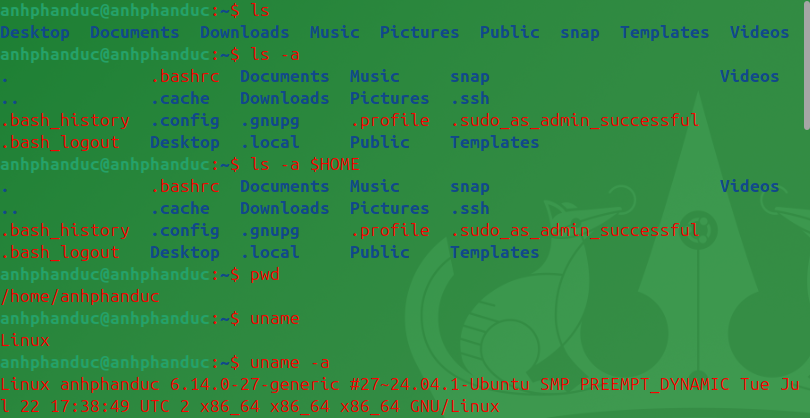 anhphanduc@anhphanduc:~$ ls
Desktop  Documents  Downloads  Music  Pictures  Public  snap  Templates  Videos
anhphanduc@anhphanduc:~$ ls -a
.              .bashrc  Documents  Music     snap                       Videos
..             .cache   Downloads  Pictures  .ssh
.bash_history  .config  .gnupg     .profile  .sudo_as_admin_successful
.bash_logout   Desktop  .local     Public    Templates
anhphanduc@anhphanduc:~$ ls -a $HOME
.              .bashrc  Documents  Music     snap                       Videos
..             .cache   Downloads  Pictures  .ssh
.bash_history  .config  .gnupg     .profile  .sudo_as_admin_successful
.bash_logout   Desktop  .local     Public    Templates
anhphanduc@anhphanduc:~$ pwd
/home/anhphanduc
anhphanduc@anhphanduc:~$ uname
Linux
anhphanduc@anhphanduc:~$ uname -a
Linux anhphanduc 6.14.0-27-generic #27~24.04.1-Ubuntu SMP PREEMPT_DYNAMIC Tue Ju
l 22 17:38:49 UTC 2 x86_64 x86_64 x86_64 GNU/Linux